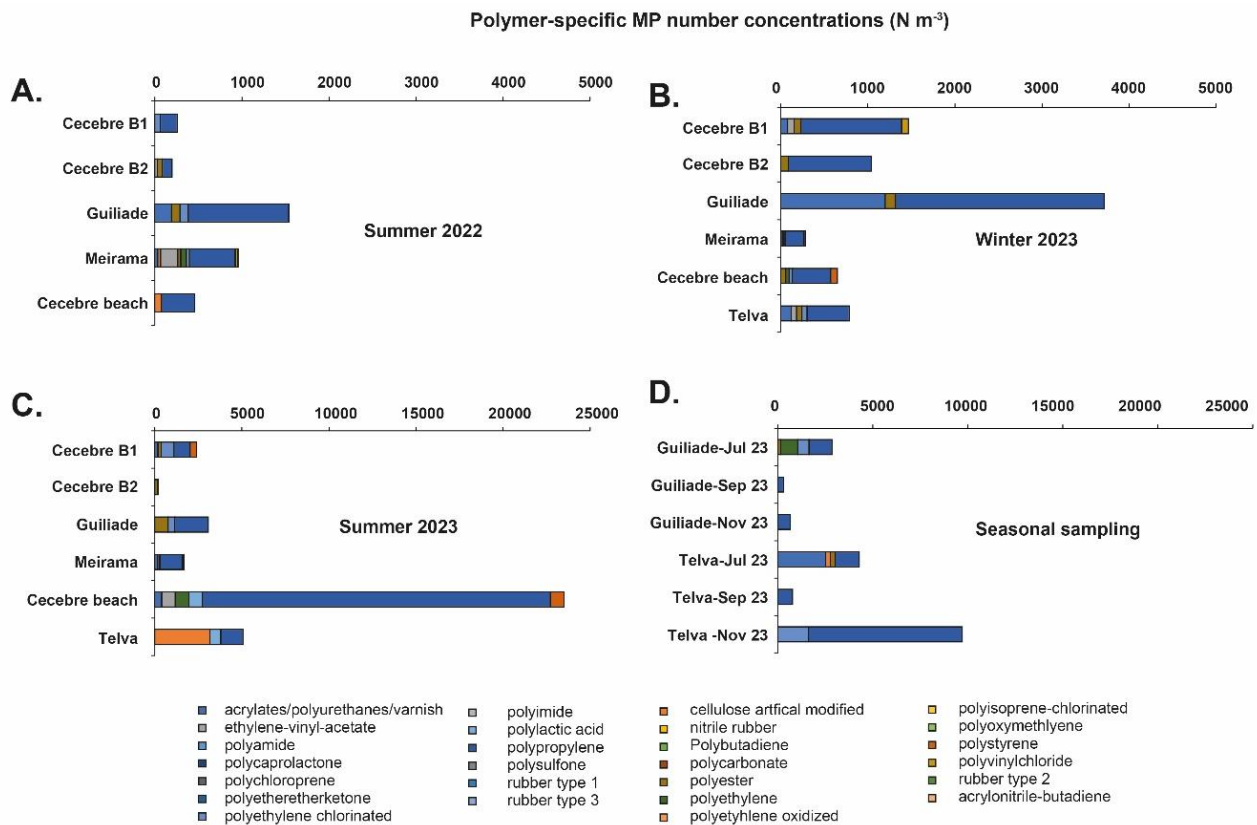 Polymer-specific MP number concentrations (N m-3)
A.
0 1000 2000 3000 4000 5000
Cecebre B1
Cecebre B2
Guiliade
Meirama
Cecebre beach
Summer 2022
B.
0 1000 2000 3000 4000 5000
Cecebre B1
Cecebre B2
Guiliade
Meirama
Cecebre beach
Telva
Winter 2023
C.
0 5000 10000 15000 20000 25000
Cecebre B1
Cecebre B2
Guiliade
Meirama
Cecebre beach
Telva
Summer 2023
D.
0 5000 10000 15000 20000 25000
Guiliade-Jul 23
Guiliade-Sep 23
Guiliade-Nov 23
Telva-Jul 23
Telva-Sep 23
Telva -Nov 23
Seasonal sampling
acrylates/polyurethanes/varnish
ethylene-vinyl-acetate
polyamide
polycaprolactone
polychloroprene
polyetheretherketone
polyethylene chlorinated
polyimide
polylactic acid
polypropylene
polysulfone
rubber type 1
rubber type 3
cellulose artfical modified
nitrile rubber
Polybutadiene
polycarbonate
polyester
polyethylene
polyetyhlene oxidized
polyisoprene-chlorinated
polyoxymethlyene
polystyrene
polyvinylchloride
rubber type 2
acrylonitrile-butadiene